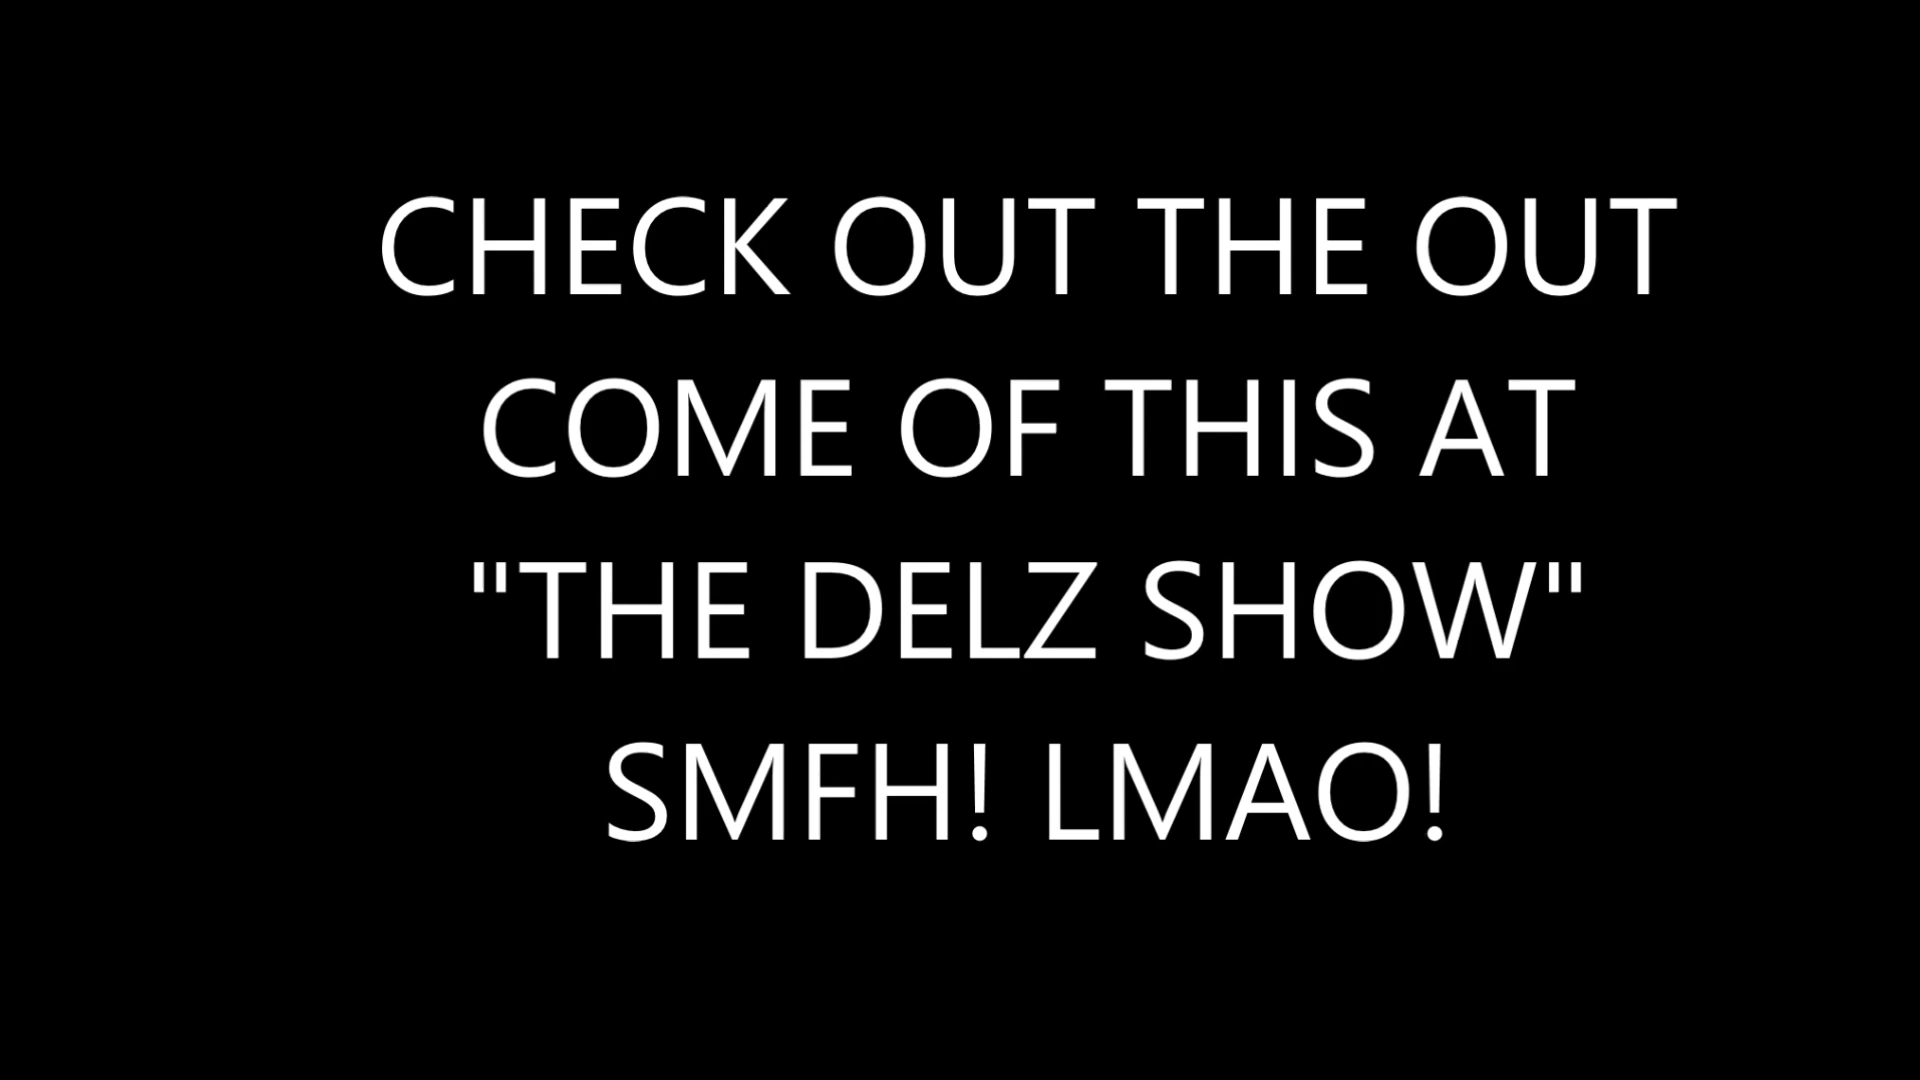 CHECK OUT THE OUT
COME OF THIS AT
"THE DELZ SHOW"
SMFH! LMAO!